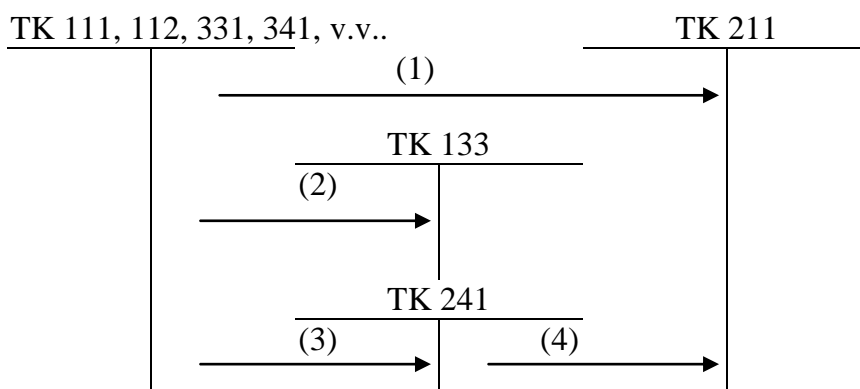 TK 111, 112, 331, 341, v.v.. TK 211
(1)
TK 133
(2)
TK 241
(3) (4)